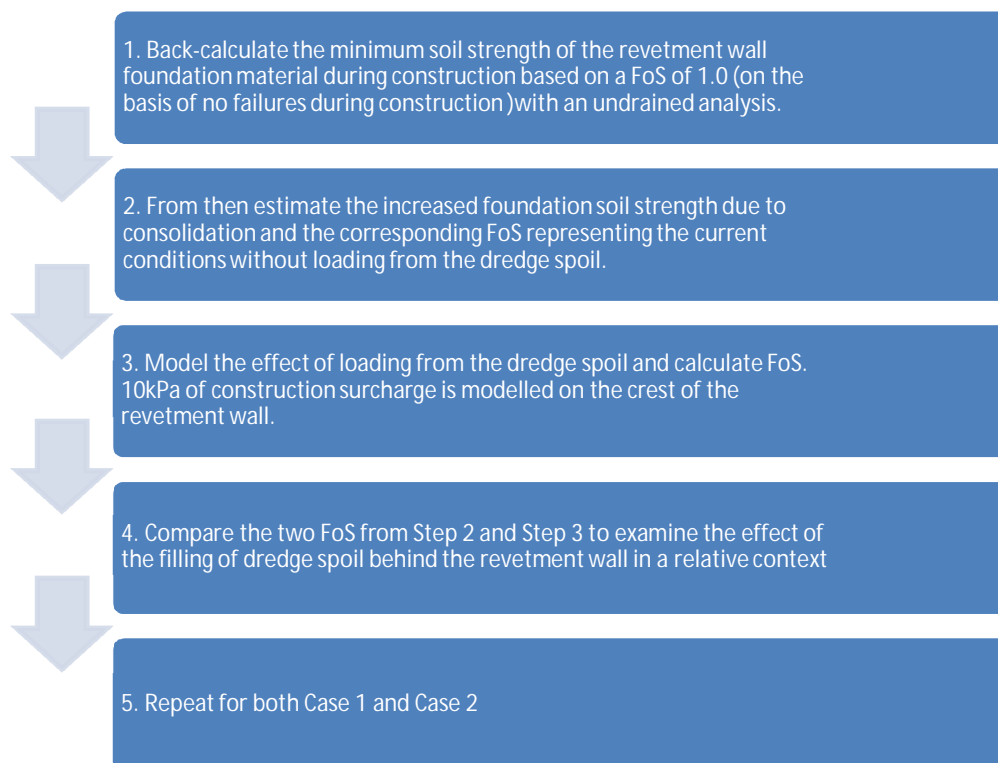 1. Back-calculate the minimum soil strength of the revetment wall
foundation material during construction based on a FoS of 1.0 (on the
basis of no failures during construction )with an undrained analysis.
2. From then estimate the increased foundation soil strength due to
consolidation and the corresponding FoS representing the current
conditions without loading from the dredge spoil.
3. Model the effect of loading from the dredge spoil and calculate FoS.
10kPa of construction surcharge is modelled on the crest of the
revetment wall.
4. Compare the two FoS from Step 2 and Step 3 to examine the effect of
the filling of dredge spoil behind the revetment wall in a relative context
5. Repeat for both Case 1 and Case 2